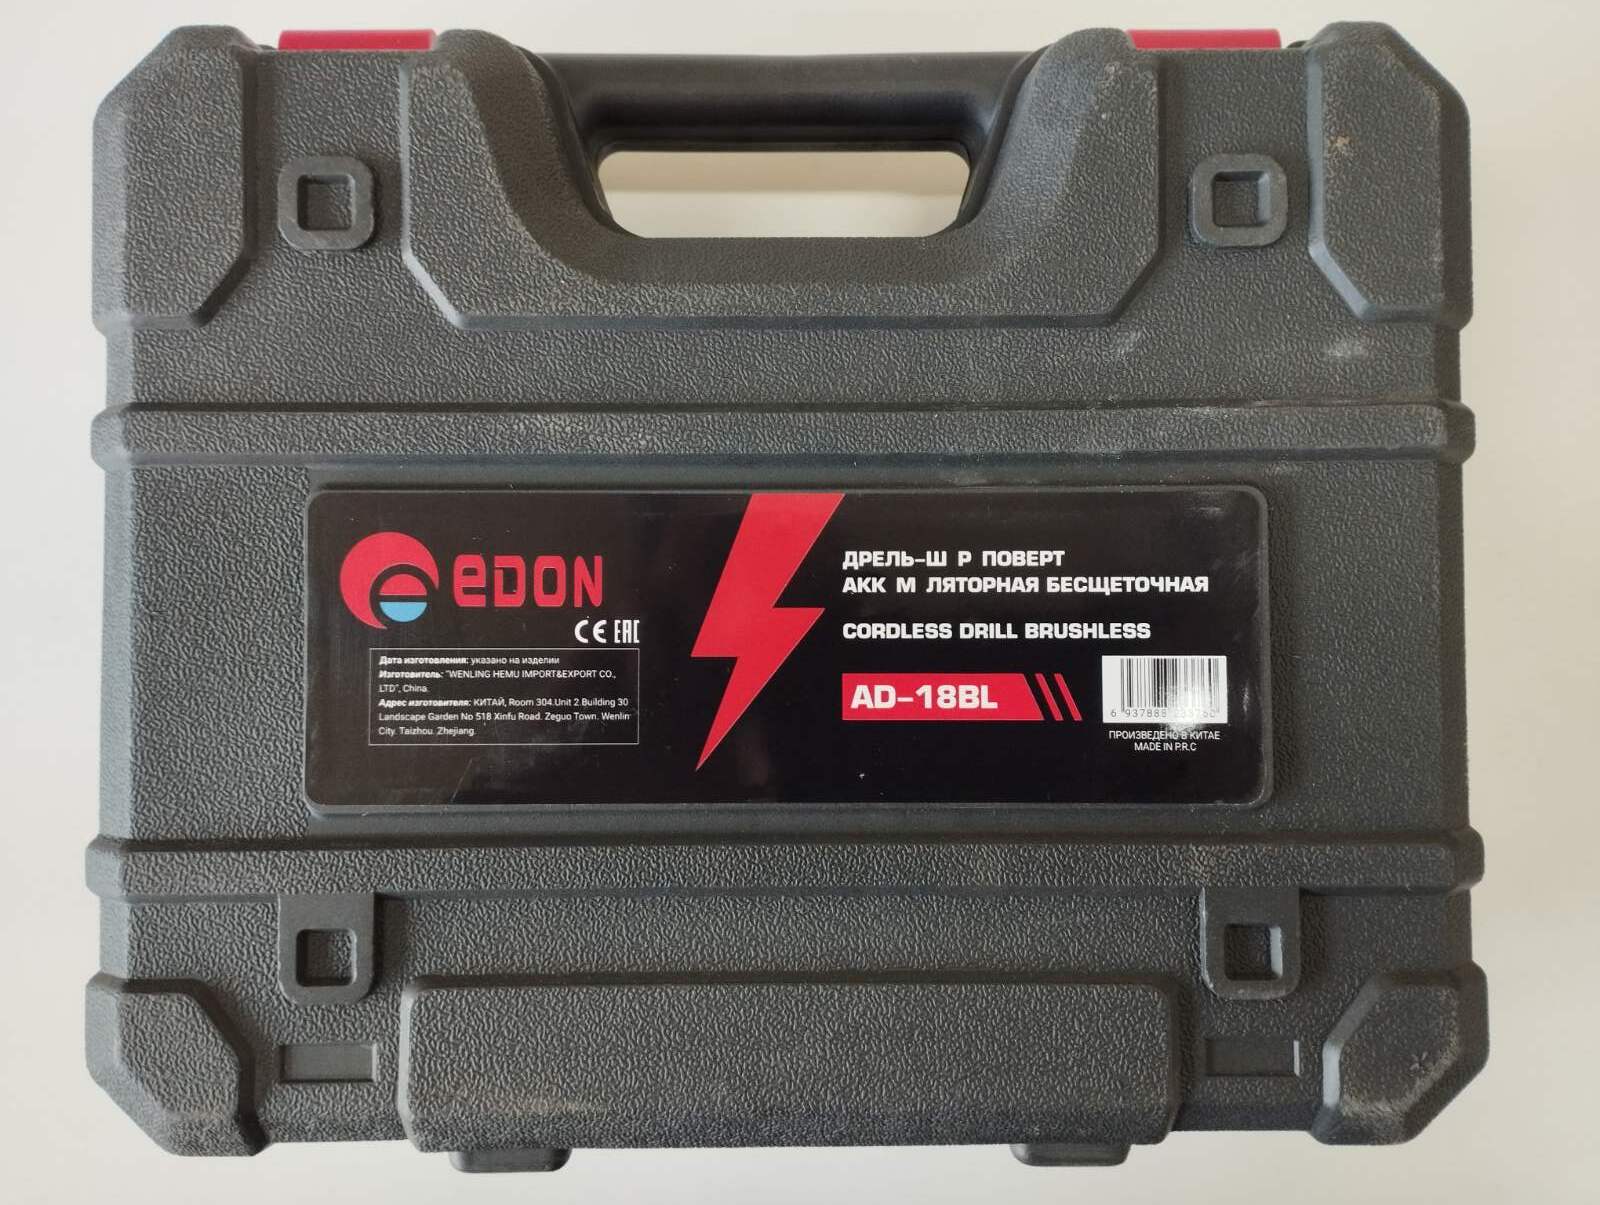 eDON
CE EAC
Дата изготовления: указано на изделии
Изготовитель: "WENLING HEMU IMPORT&EXPORT CO.,
LTD", China.
Адрес изготовителя: КИТАЙ, Room 304.Unit 2.Building 30
Landscape Garden No 518 Xinfu Road. Zeguo Town. Wenlin
City. Taizhou. Zhejiang.
ДРЕЛЬ-Ш Р ПОВЕРТ
АКК М ЛЯТОРНАЯ БЕСЩЕТОЧНАЯ
CORDLESS DRILL BRUSHLESS
AD-18BL
6 937888
ПРОИЗВЕДЕНО В КИТАЕ
MADE IN P.R.C